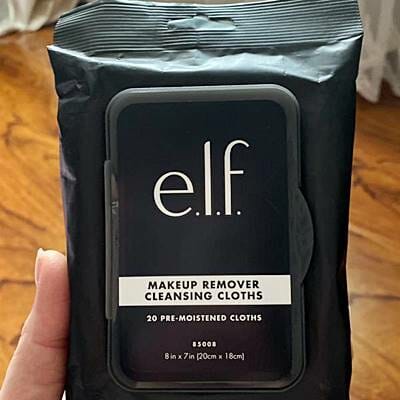 e.l.f.
MAKEUP REMOVER
CLEANSING CLOTHS
20 PRE-MOISTENED CLOTHS
85008
8 in x 7 in (20cm x 18cm)